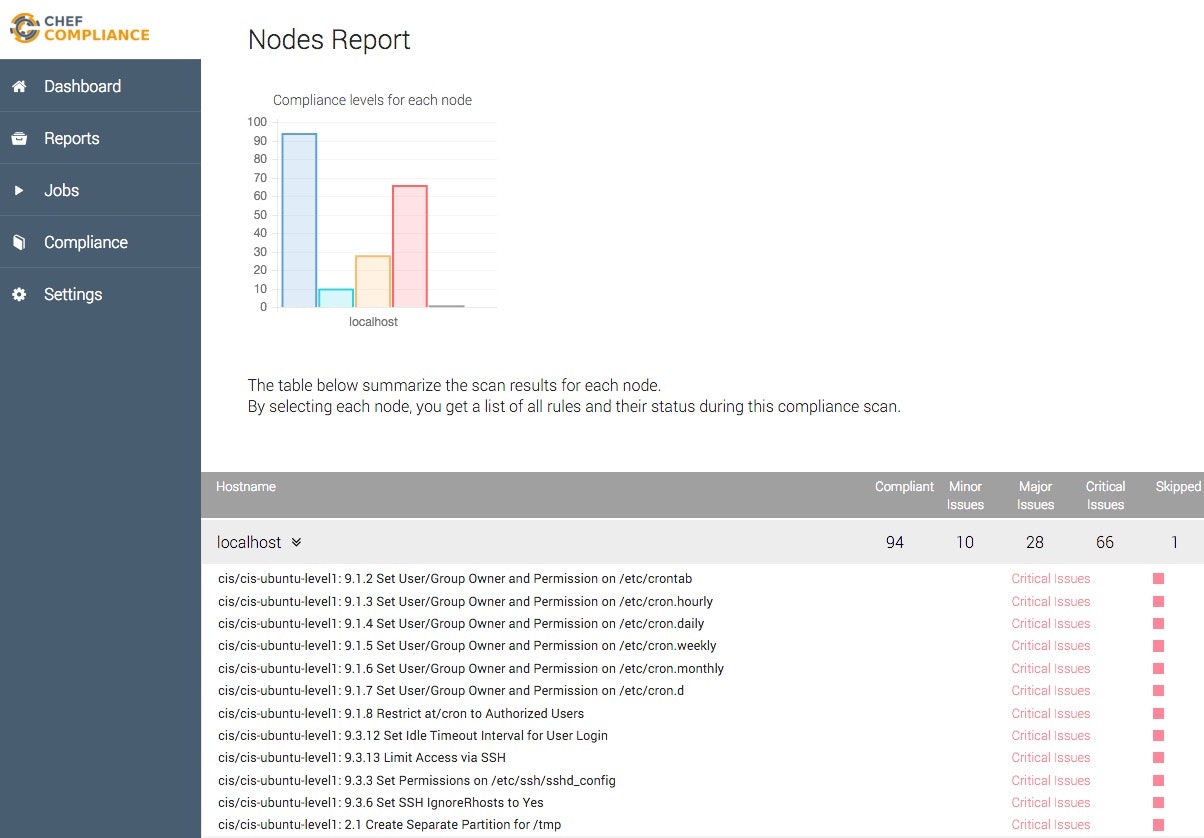 CHEF
COMPLIANCE
Dashboard
Reports
Jobs
Compliance
Settings
Nodes Report
Compliance levels for each node
100
90
80
70
60
50
40
30
20
10
0
localhost
The table below summarize the scan results for each node.
By selecting each node, you get a list of all rules and their status during this compliance scan.
Hostname Compliant Minor Issues Major Issues Critical Issues Skipped
localhost 94 10 28 66 1
cis/cis-ubuntu-level1: 9.1.2 Set User/Group Owner and Permission on /etc/crontab Critical Issues
cis/cis-ubuntu-level1: 9.1.3 Set User/Group Owner and Permission on /etc/cron.hourly Critical Issues
cis/cis-ubuntu-level1: 9.1.4 Set User/Group Owner and Permission on /etc/cron.daily Critical Issues
cis/cis-ubuntu-level1: 9.1.5 Set User/Group Owner and Permission on /etc/cron.weekly Critical Issues
cis/cis-ubuntu-level1: 9.1.6 Set User/Group Owner and Permission on /etc/cron.monthly Critical Issues
cis/cis-ubuntu-level1: 9.1.7 Set User/Group Owner and Permission on /etc/cron.d Critical Issues
cis/cis-ubuntu-level1: 9.1.8 Restrict at/cron to Authorized Users Critical Issues
cis/cis-ubuntu-level1: 9.3.12 Set Idle Timeout Interval for User Login Critical Issues
cis/cis-ubuntu-level1: 9.3.13 Limit Access via SSH Critical Issues
cis/cis-ubuntu-level1: 9.3.3 Set Permissions on /etc/ssh/sshd_config Critical Issues
cis/cis-ubuntu-level1: 9.3.6 Set SSH IgnoreRhosts to Yes Critical Issues
cis/cis-ubuntu-level1: 2.1 Create Separate Partition for /tmp Critical Issues